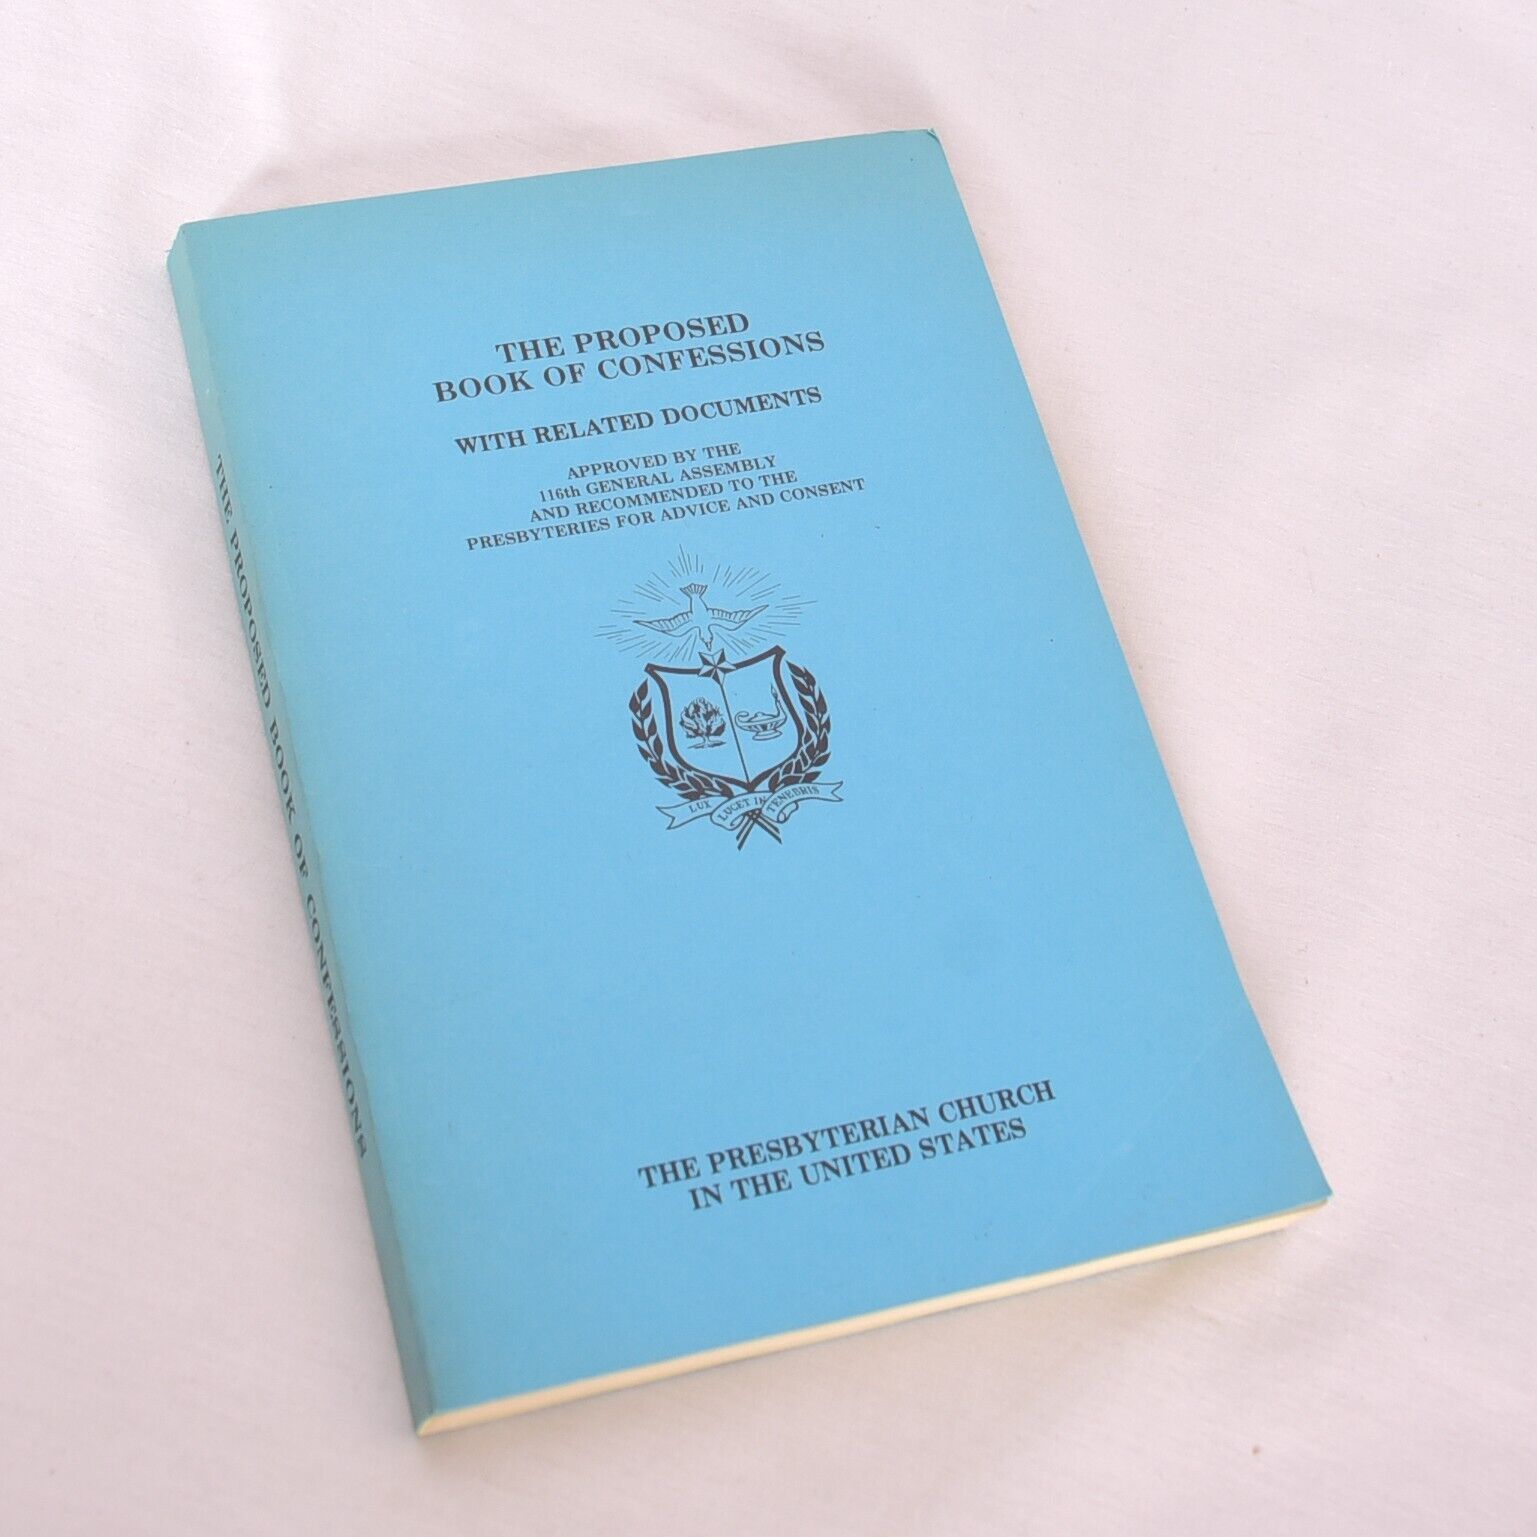 THE PROPOSED
BOOK OF CONFESSIONS
WITH RELATED DOCUMENTS
APPROVED BY THE
116th GENERAL ASSEMBLY
AND RECOMMENDED TO THE
PRESBYTERIES FOR ADVICE AND CONSENT
LUX LUCET IN TENEBRIS
THE PRESBYTERIAN CHURCH
IN THE UNITED STATES
THE PROPOSED BOOK OF CONFESSIONS